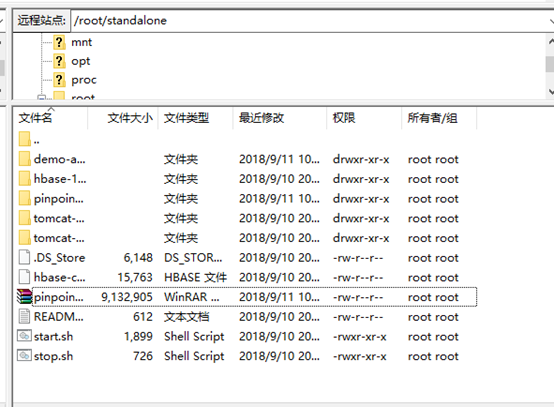 远程站点: /root/standalone
mnt
opt
proc
root
文件名 文件大小 文件类型 最近修改 权限 所有者/组
..
demo-a... 文件夹 2018/9/11 10... drwxr-xr-x root root
hbase-1... 文件夹 2018/9/10 20... drwxr-xr-x root root
pinpoin... 文件夹 2018/9/11 10... drwxr-xr-x root root
tomcat-... 文件夹 2018/9/10 20... drwxr-xr-x root root
tomcat-... 文件夹 2018/9/10 20... drwxr-xr-x root root
.DS_Store 6,148 DS_STOR... 2018/9/10 20... -rw-r--r-- root root
hbase-c... 15,763 HBASE 文件 2018/9/10 20... -rw-r--r-- root root
pinpoin... 9,132,905 WinRAR ... 2018/9/11 10... -rw-r--r-- root root
READM... 612 文本文档 2018/9/10 20... -rw-r--r-- root root
start.sh 1,899 Shell Script 2018/9/10 20... -rwxr-xr-x root root
stop.sh 726 Shell Script 2018/9/10 20... -rwxr-xr-x root root